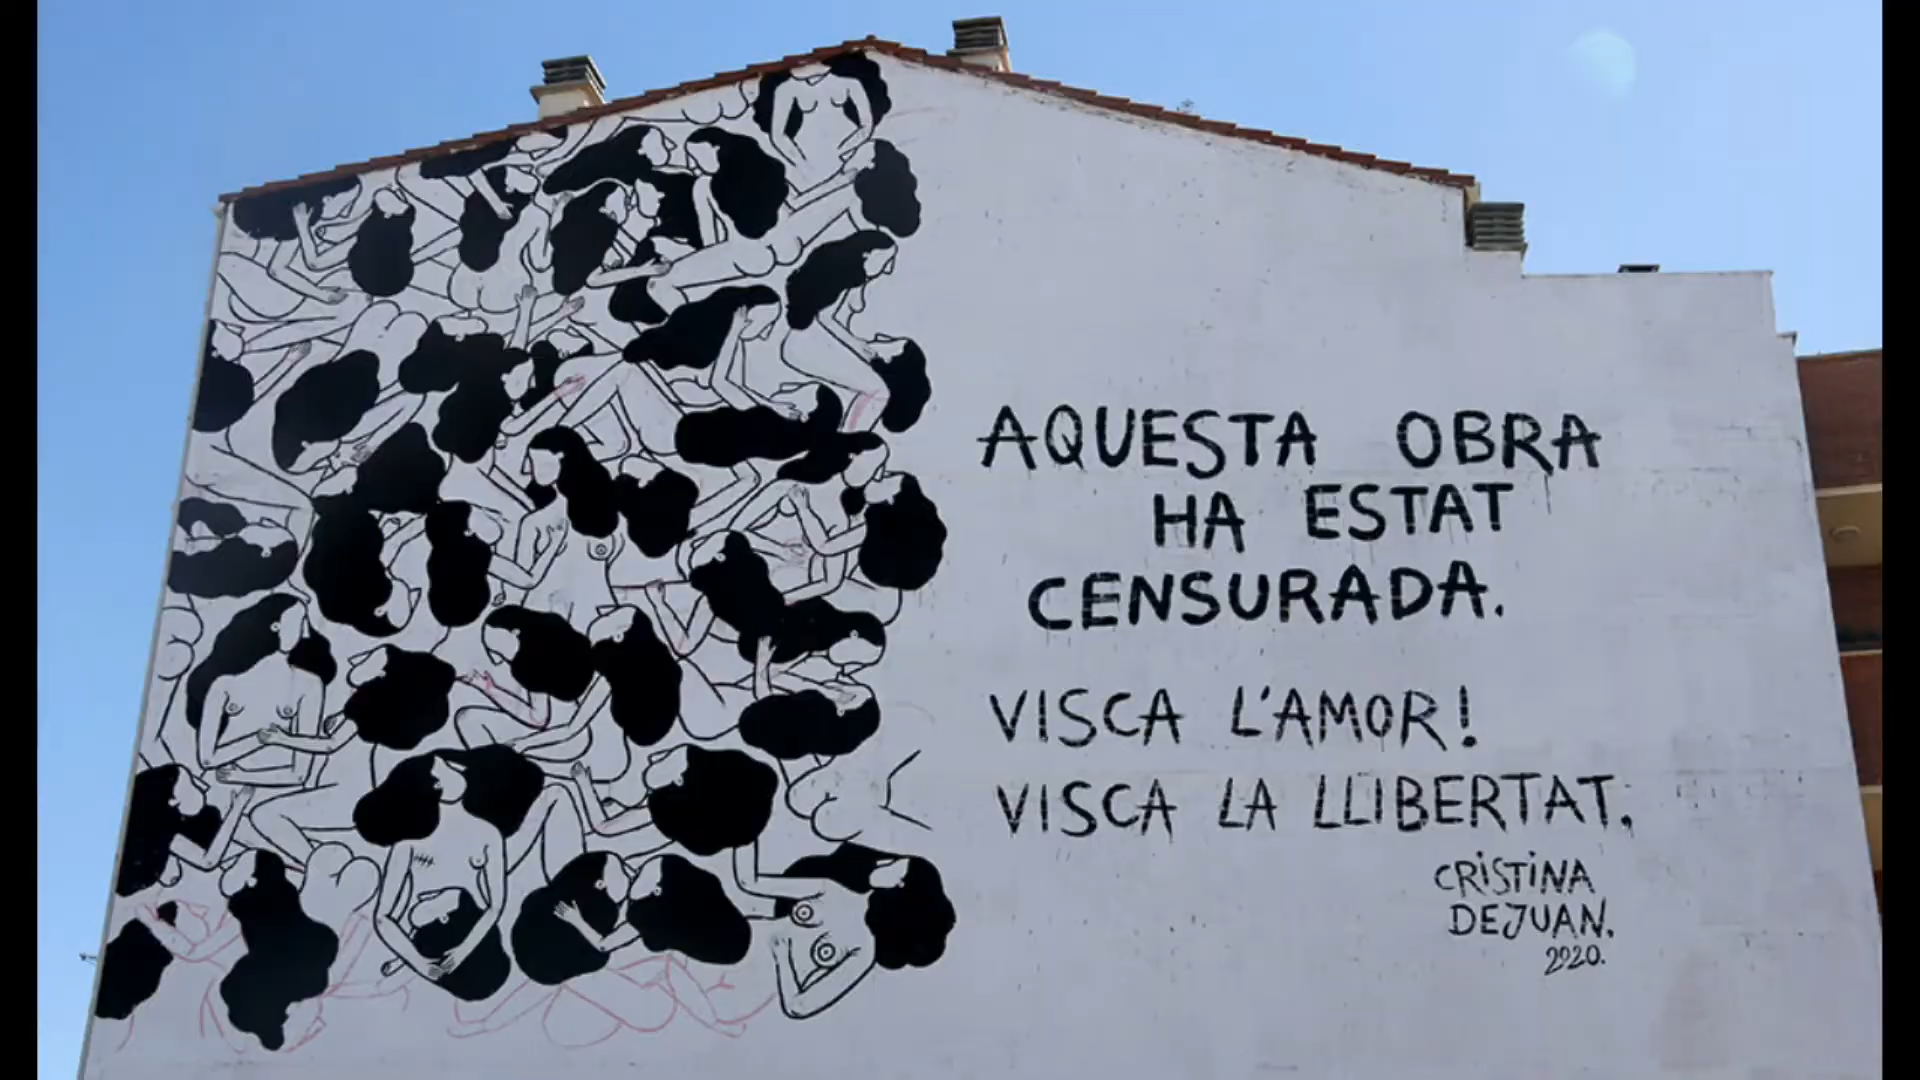 AQUESTA OBRA
HA ESTAT
CENSURADA.
VISCA L'AMOR!
VISCA LA LLIBERTAT.
CRiSTiNA
DEJUAN.
2020.